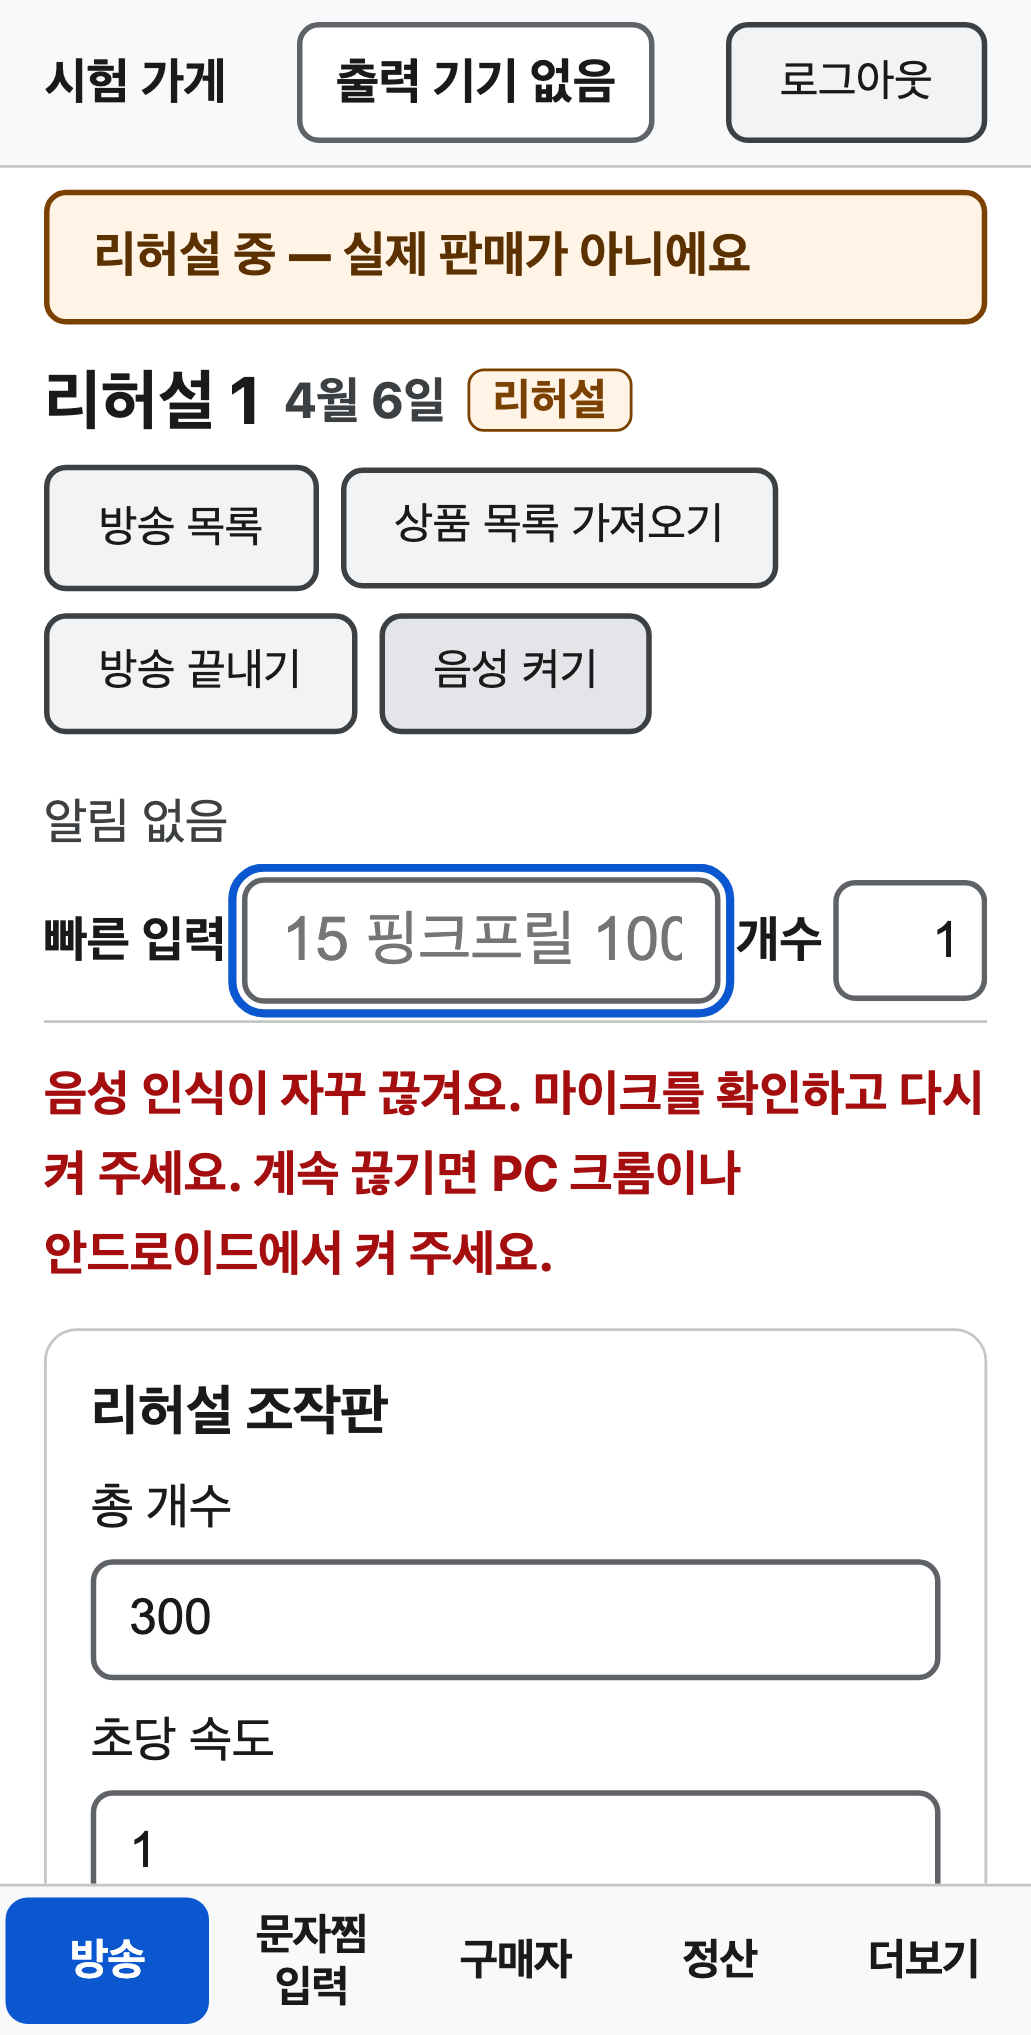 시험 가게 출력 기기 없음 로그아웃
리허설 중 — 실제 판매가 아니에요
리허설 1 4월 6일 리허설
방송 목록 상품 목록 가져오기
방송 끝내기 음성 켜기
알림 없음
빠른 입력 15 핑크프릴 100 개수 1
음성 인식이 자꾸 끊겨요. 마이크를 확인하고 다시
켜 주세요. 계속 끊기면 PC 크롬이나
안드로이드에서 켜 주세요.
리허설 조작판
총 개수
300
초당 속도
1
방송 문자찜 입력 구매자 정산 더보기